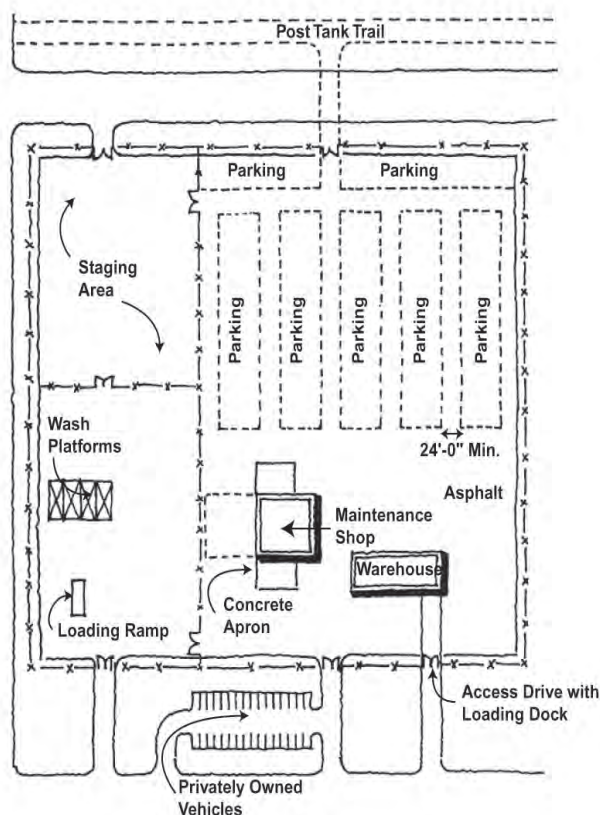 Post Tank Trail
Parking
Parking
Staging
Area
Parking
Parking
Parking
Parking
Parking
Wash
Platforms
24'-0" Min.
Asphalt
Maintenance
Shop
Warehouse
Concrete
Apron
Loading Ramp
Access Drive with
Loading Dock
Privately Owned
Vehicles